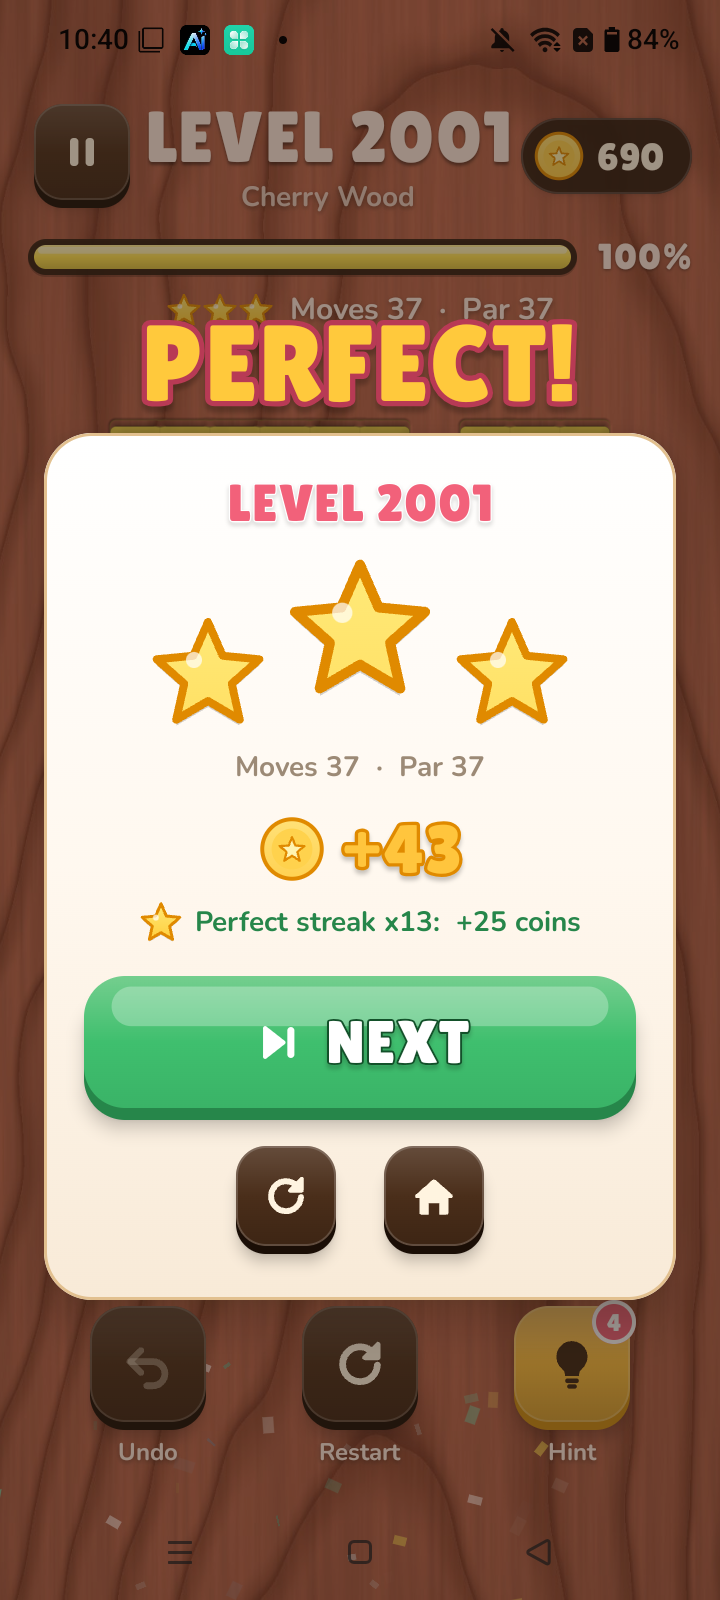 10:40
84%
LEVEL 2001
690
Cherry Wood
100%
Moves 37 · Par 37
PERFECT!
LEVEL 2001
Moves 37 · Par 37
+43
Perfect streak x13: +25 coins
NEXT
4
Undo
Restart
Hint